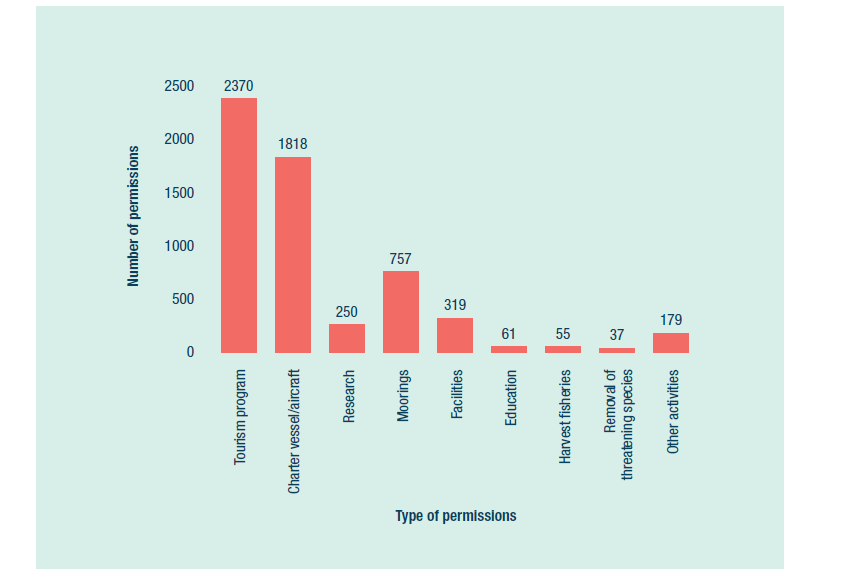 2500
2000
1500
1000
500
0
Number of permissions
2370
1818
250
757
319
61
55
37
179
Tourism program
Charter vessel/aircraft
Research
Moorings
Facilities
Education
Harvest fisheries
Removal of
threatening species
Other activities
Type of permissions